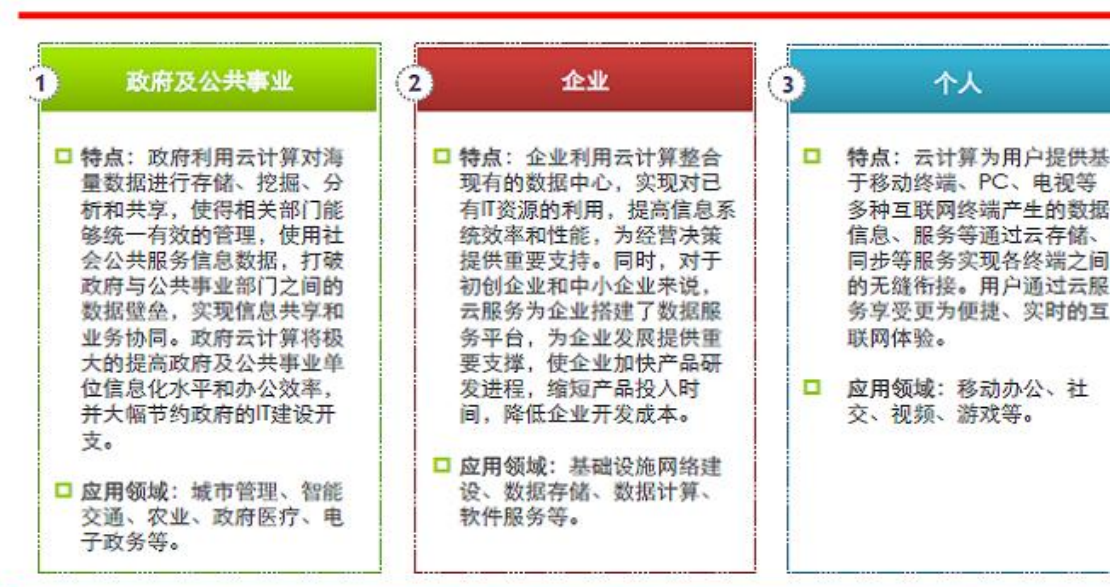 1
政府及公共事业
特点：政府利用云计算对海
量数据进行存储、挖掘、分
析和共享，使得相关部门能
够统一有效的管理，使用社
会公共服务信息数据，打破
政府与公共事业部门之间的
数据壁垒，实现信息共享和
业务协同。政府云计算将极
大的提高政府及公共事业单
位信息化水平和办公效率，
并大幅节约政府的IT建设开
支。
应用领域：城市管理、智能
交通、农业、政府医疗、电
子政务等。
2
企业
特点：企业利用云计算整合
现有的数据中心，实现对已
有IT资源的利用，提高信息系
统效率和性能，为经营决策
提供重要支持。同时，对于
初创企业和中小企业来说，
云服务为企业搭建了数据服
务平台，为企业发展提供重
要支撑，使企业加快产品研
发进程，缩短产品投入时
间，降低企业开发成本。
应用领域：基础设施网络建
设、数据存储、数据计算、
软件服务等。
3
个人
特点：云计算为用户提供基
于移动终端、PC、电视等
多种互联网终端产生的数据
信息、服务等通过云存储、
同步等服务实现各终端之间
的无缝衔接。用户通过云服
务享受更为便捷、实时的互
联网体验。
应用领域：移动办公、社
交、视频、游戏等。